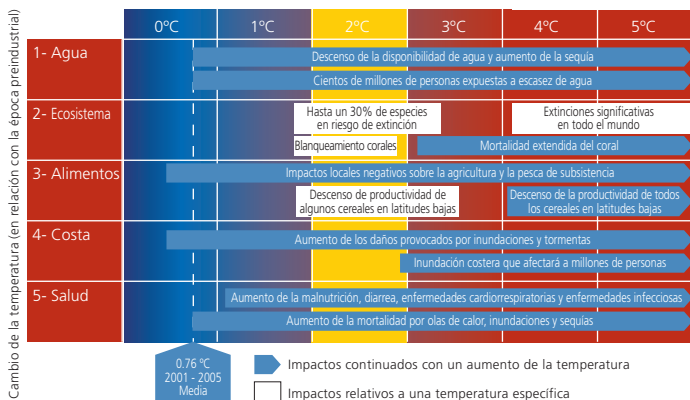 Cambio de la temperatura (en relación con la época preindustrial)
0ºC 1ºC 2ºC 3ºC 4ºC 5ºC
1- Agua
Descenso de la disponibilidad de agua y aumento de la sequía
Cientos de millones de personas expuestas a escasez de agua
2- Ecosistema
Hasta un 30% de especies
en riesgo de extinción
Extinciones significativas
en todo el mundo
Blanqueamiento corales
Mortalidad extendida del coral
3- Alimentos
Impactos locales negativos sobre la agricultura y la pesca de subsistencia
Descenso de productividad de
algunos cereales en latitudes bajas
Descenso de la productividad de todos
los cereales en latitudes bajas
4- Costa
Aumento de los daños provocados por inundaciones y tormentas
Inundación costera que afectará a millones de personas
5- Salud
Aumento de la malnutrición, diarrea, enfermedades cardiorrespiratorias y enfermedades infecciosas
Aumento de la mortalidad por olas de calor, inundaciones y sequías
0.76 ºC
2001 - 2005
Media
Impactos continuados con un aumento de la temperatura
Impactos relativos a una temperatura específica